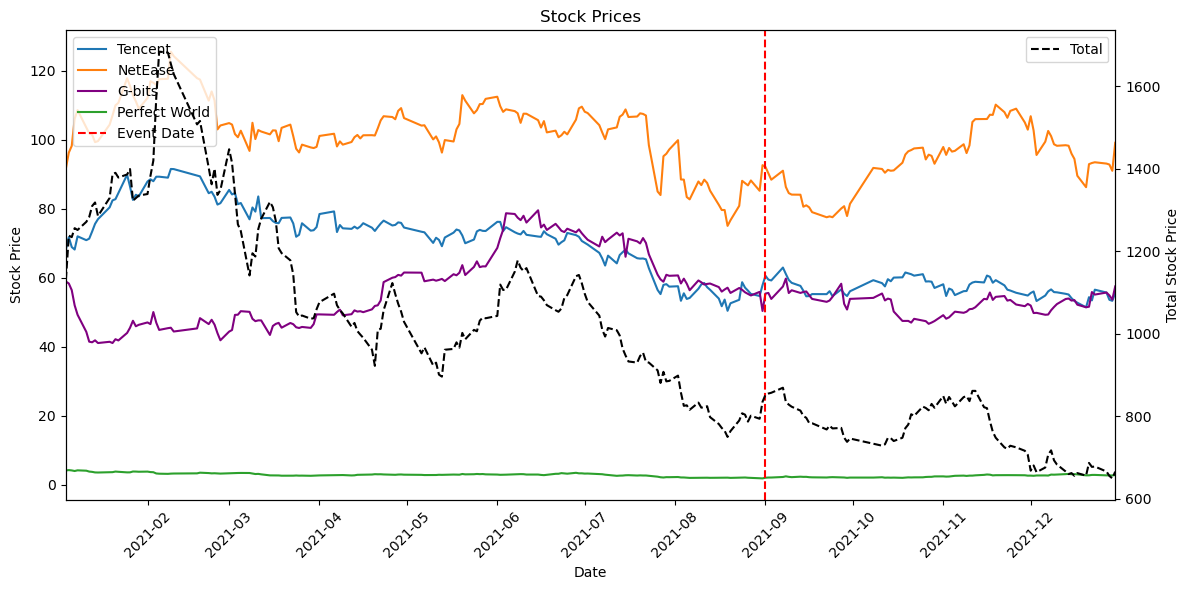 Stock Prices
Tencent
NetEase
G-bits
Perfect World
Event Date
Total
Stock Price
120
100
80
60
40
20
0
Total Stock Price
1600
1400
1200
1000
800
600
2021-02
2021-03
2021-04
2021-05
2021-06
2021-07
2021-08
2021-09
2021-10
2021-11
2021-12
Date